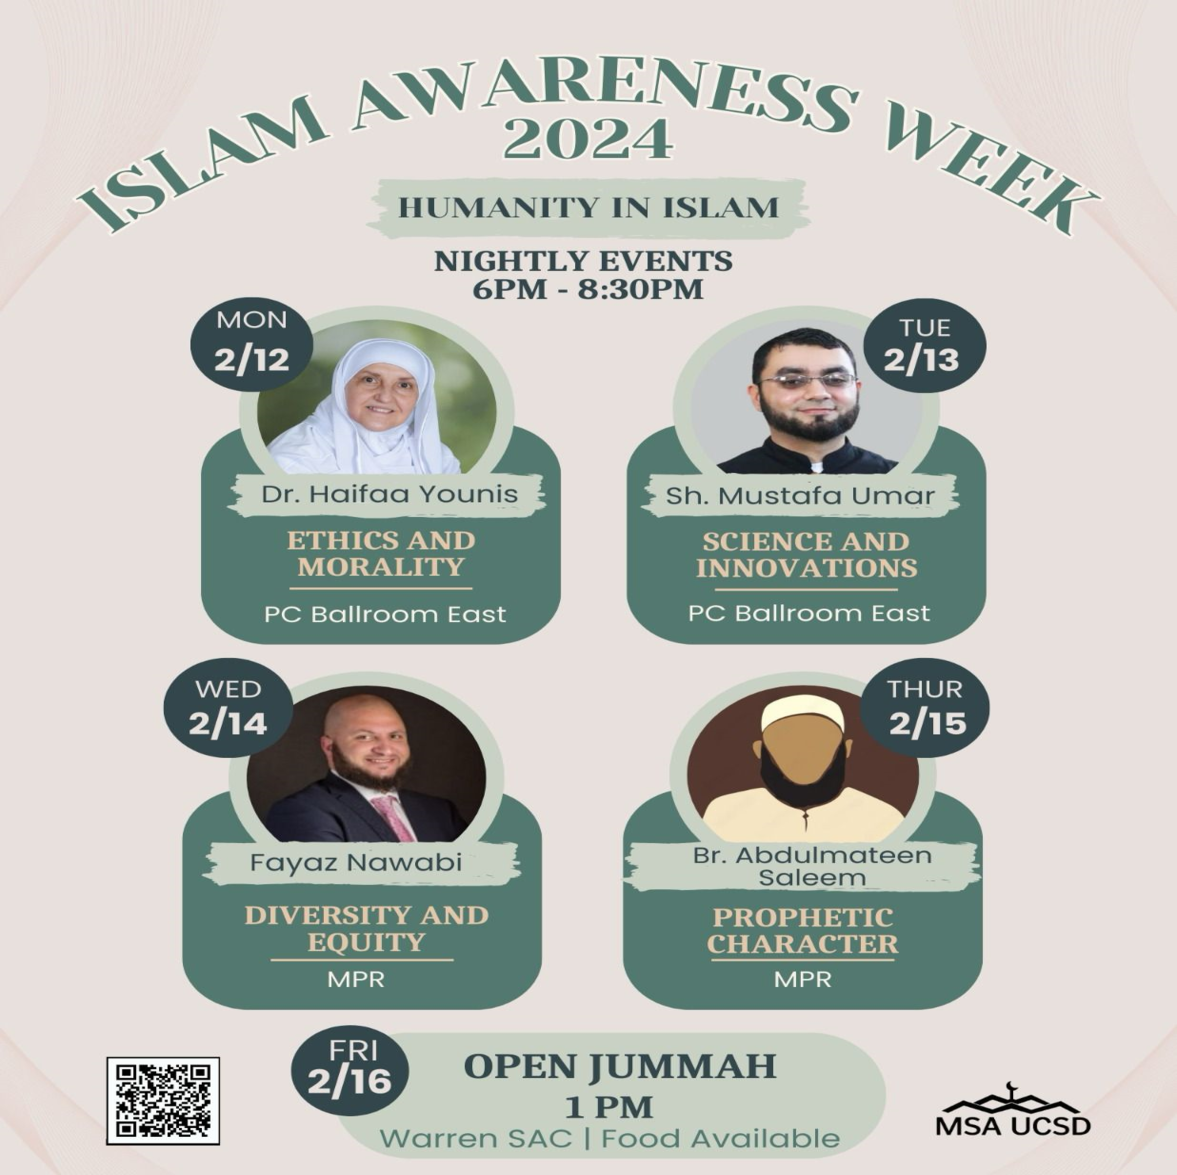 ISLAM AWARENESS WEEK
2024
HUMANITY IN ISLAM
NIGHTLY EVENTS
6PM - 8:30PM
MON
2/12
Dr. Haifaa Younis
ETHICS AND
MORALITY
PC Ballroom East
TUE
2/13
Sh. Mustafa Umar
SCIENCE AND
INNOVATIONS
PC Ballroom East
WED
2/14
Fayaz Nawabi
DIVERSITY AND
EQUITY
MPR
THUR
2/15
Br. Abdulmateen
Saleem
PROPHETIC
CHARACTER
MPR
FRI
2/16
OPEN JUMMAH
1 PM
Warren SAC | Food Available
MSA UCSD